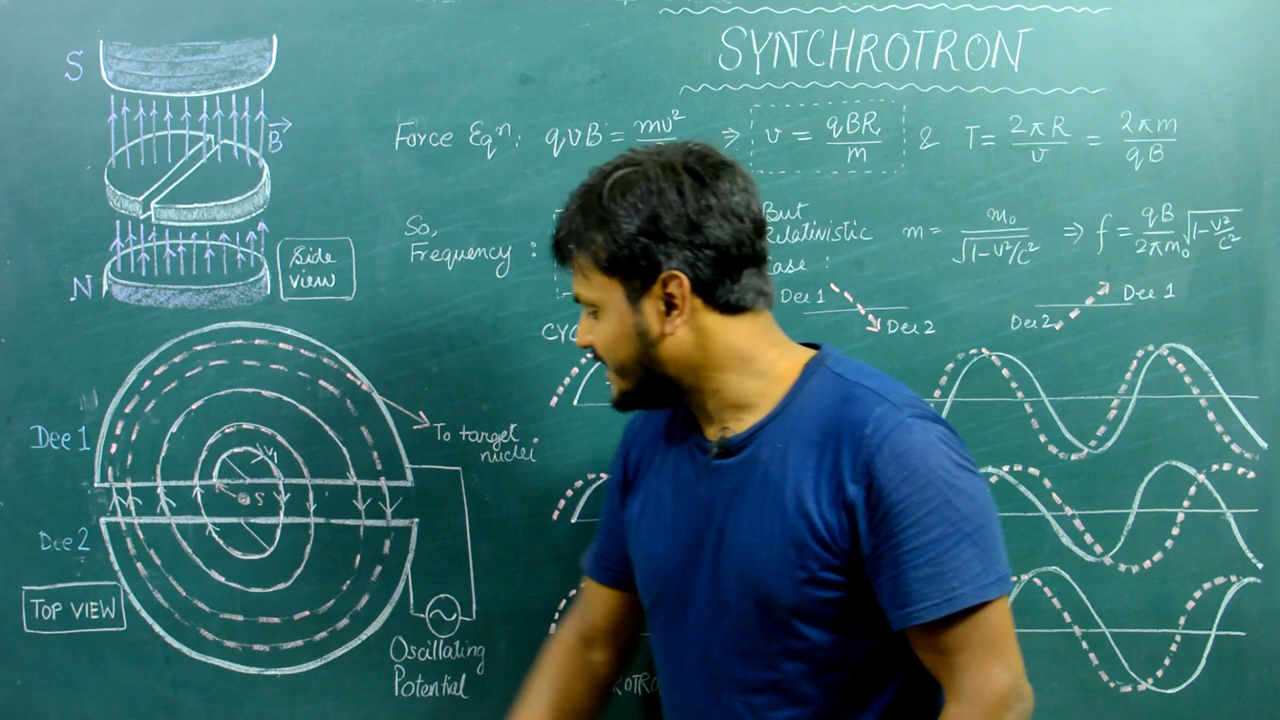 SYNCHROTRON
S
B
N
Side
view
Force Eqⁿ: qvB = mv² ⇒ v = qBR/m & T = 2πR/v = 2πm/qB
So,
Frequency :
But
Relativistic
Case :
m = m₀/√1-v²/c² ⇒ f = qB/2πm₀ √1-v²/c²
Dee 1
Dee 2
Dee 1
Dee 2
CYC
Dee 1
To target
nuclei
v₁
S
Dee 2
TOP VIEW
Oscillating
Potential
ROTRO